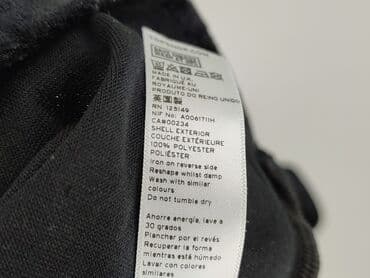 TOPSHOP.COM
MADE IN U.K.
FABRIQUÉ AU
ROYAUME-UNI
PRODUTO DO REINO UNIDO
RN 125149
NIF No: A0061711H
CA#00234
SHELL EXTERIOR
COUCHE EXTÉRIEURE
100% POLYESTER
POLIÉSTER
Iron on reverse side
Reshape whilst damp
Wash with similar
colours
Do not tumble dry
Ahorre energía, lave a
30 grados
Planchar por el revés
Recuperar la forma
mientras esté húmedo
Lavar con colores
similares